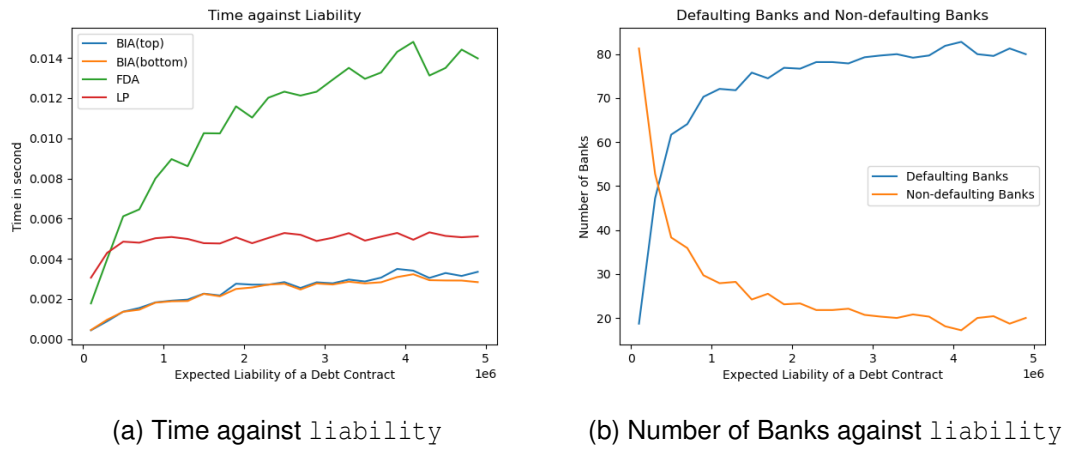 Time against Liability
BIA(top)
BIA(bottom)
FDA
LP
0.014
0.012
0.010
0.008
0.006
0.004
0.002
0.000
Time in second
0 1 2 3 4 5
1e6
Expected Liability of a Debt Contract
(a) Time against liability
Defaulting Banks and Non-defaulting Banks
80
70
60
50
40
30
20
Number of Banks
Defaulting Banks
Non-defaulting Banks
0 1 2 3 4 5
1e6
Expected Liability of a Debt Contract
(b) Number of Banks against liability